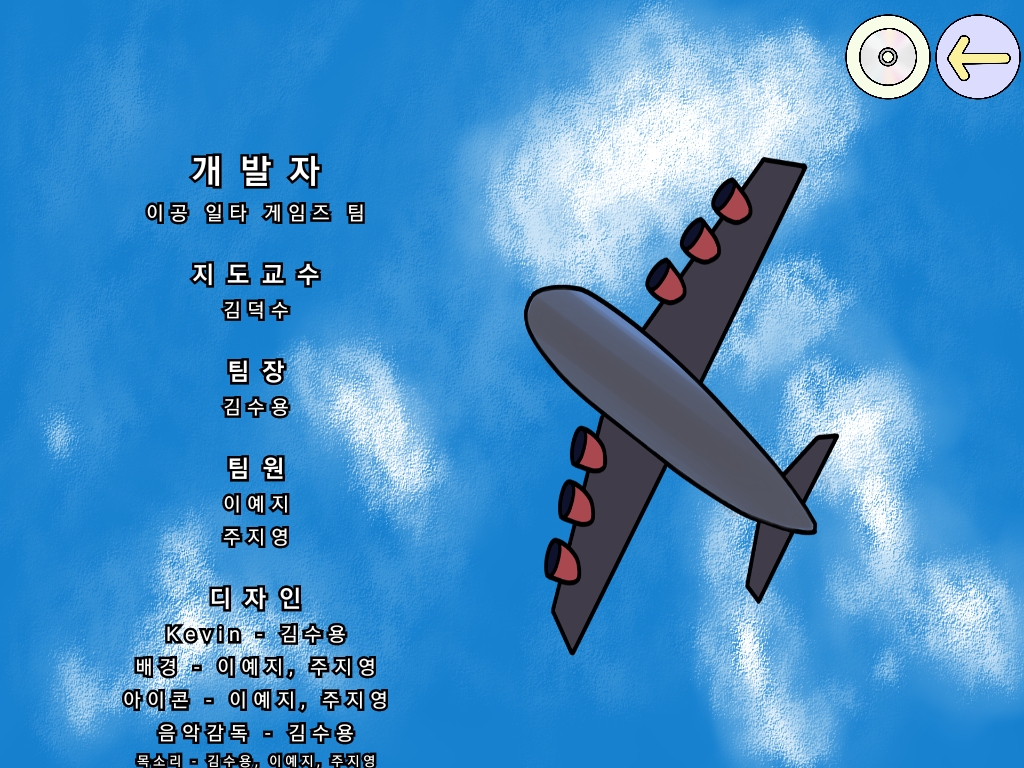 개발자
이공 일타 게임즈 팀
지도교수
김덕수
팀장
김수용
팀원
이예지
주지영
디자인
Kevin - 김수용
배경 - 이예지, 주지영
아이콘 - 이예지, 주지영
음악감독 - 김수용
목소리 - 김수용, 이예지, 주지영